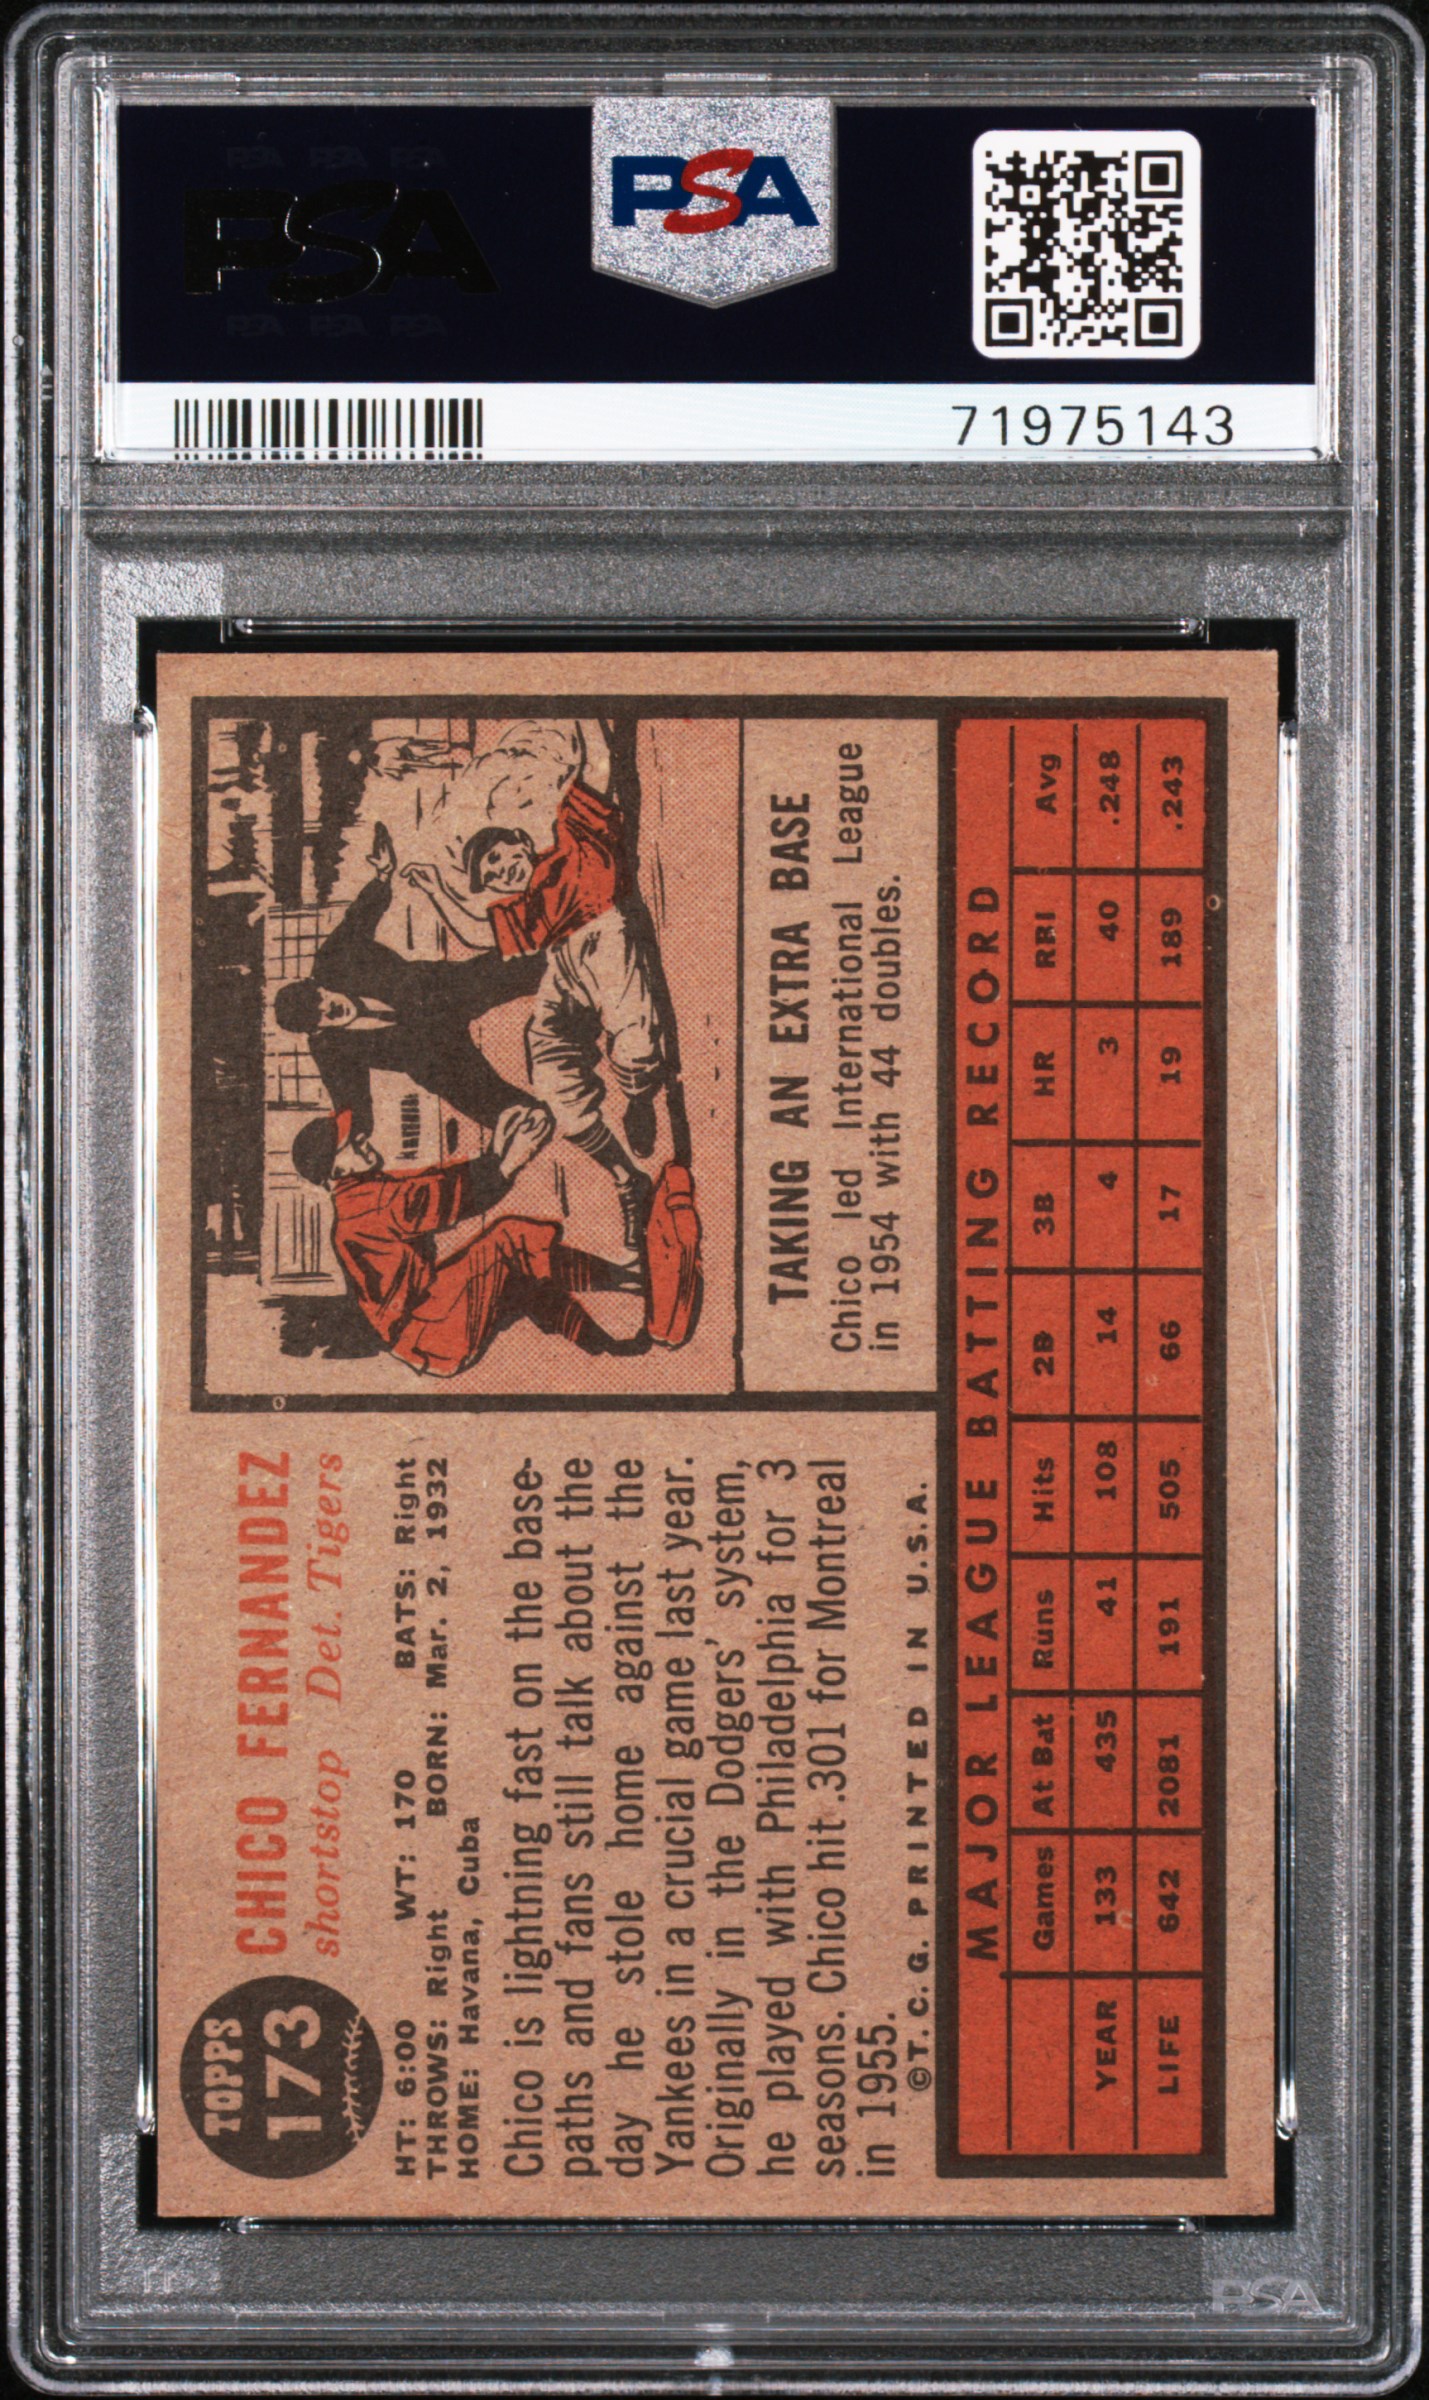 PSA PSA PSA
PSA
PSA PSA PSA
PSA
71975143
TOPPS
173
CHICO FERNANDEZ
shortstop Det. Tigers
HT: 6:00 WT: 170 BATS: Right
THROWS: Right BORN: Mar. 2, 1932
HOME: Havana, Cuba
Chico is lightning fast on the base-
paths and fans still talk about the
day he stole home against the
Yankees in a crucial game last year.
Originally in the Dodgers' system,
he played with Philadelphia for 3
seasons. Chico hit .301 for Montreal
in 1955.
©T.C.G. PRINTED IN U.S.A.
TAKING AN EXTRA BASE
Chico led International League
in 1954 with 44 doubles.
MAJOR LEAGUE BATTING RECORD
Games At Bat Runs Hits 2B 3B HR RBI Avg
YEAR 133 435 41 108 14 4 3 40 .248
LIFE 642 2081 191 505 66 17 19 189 .243
PSA